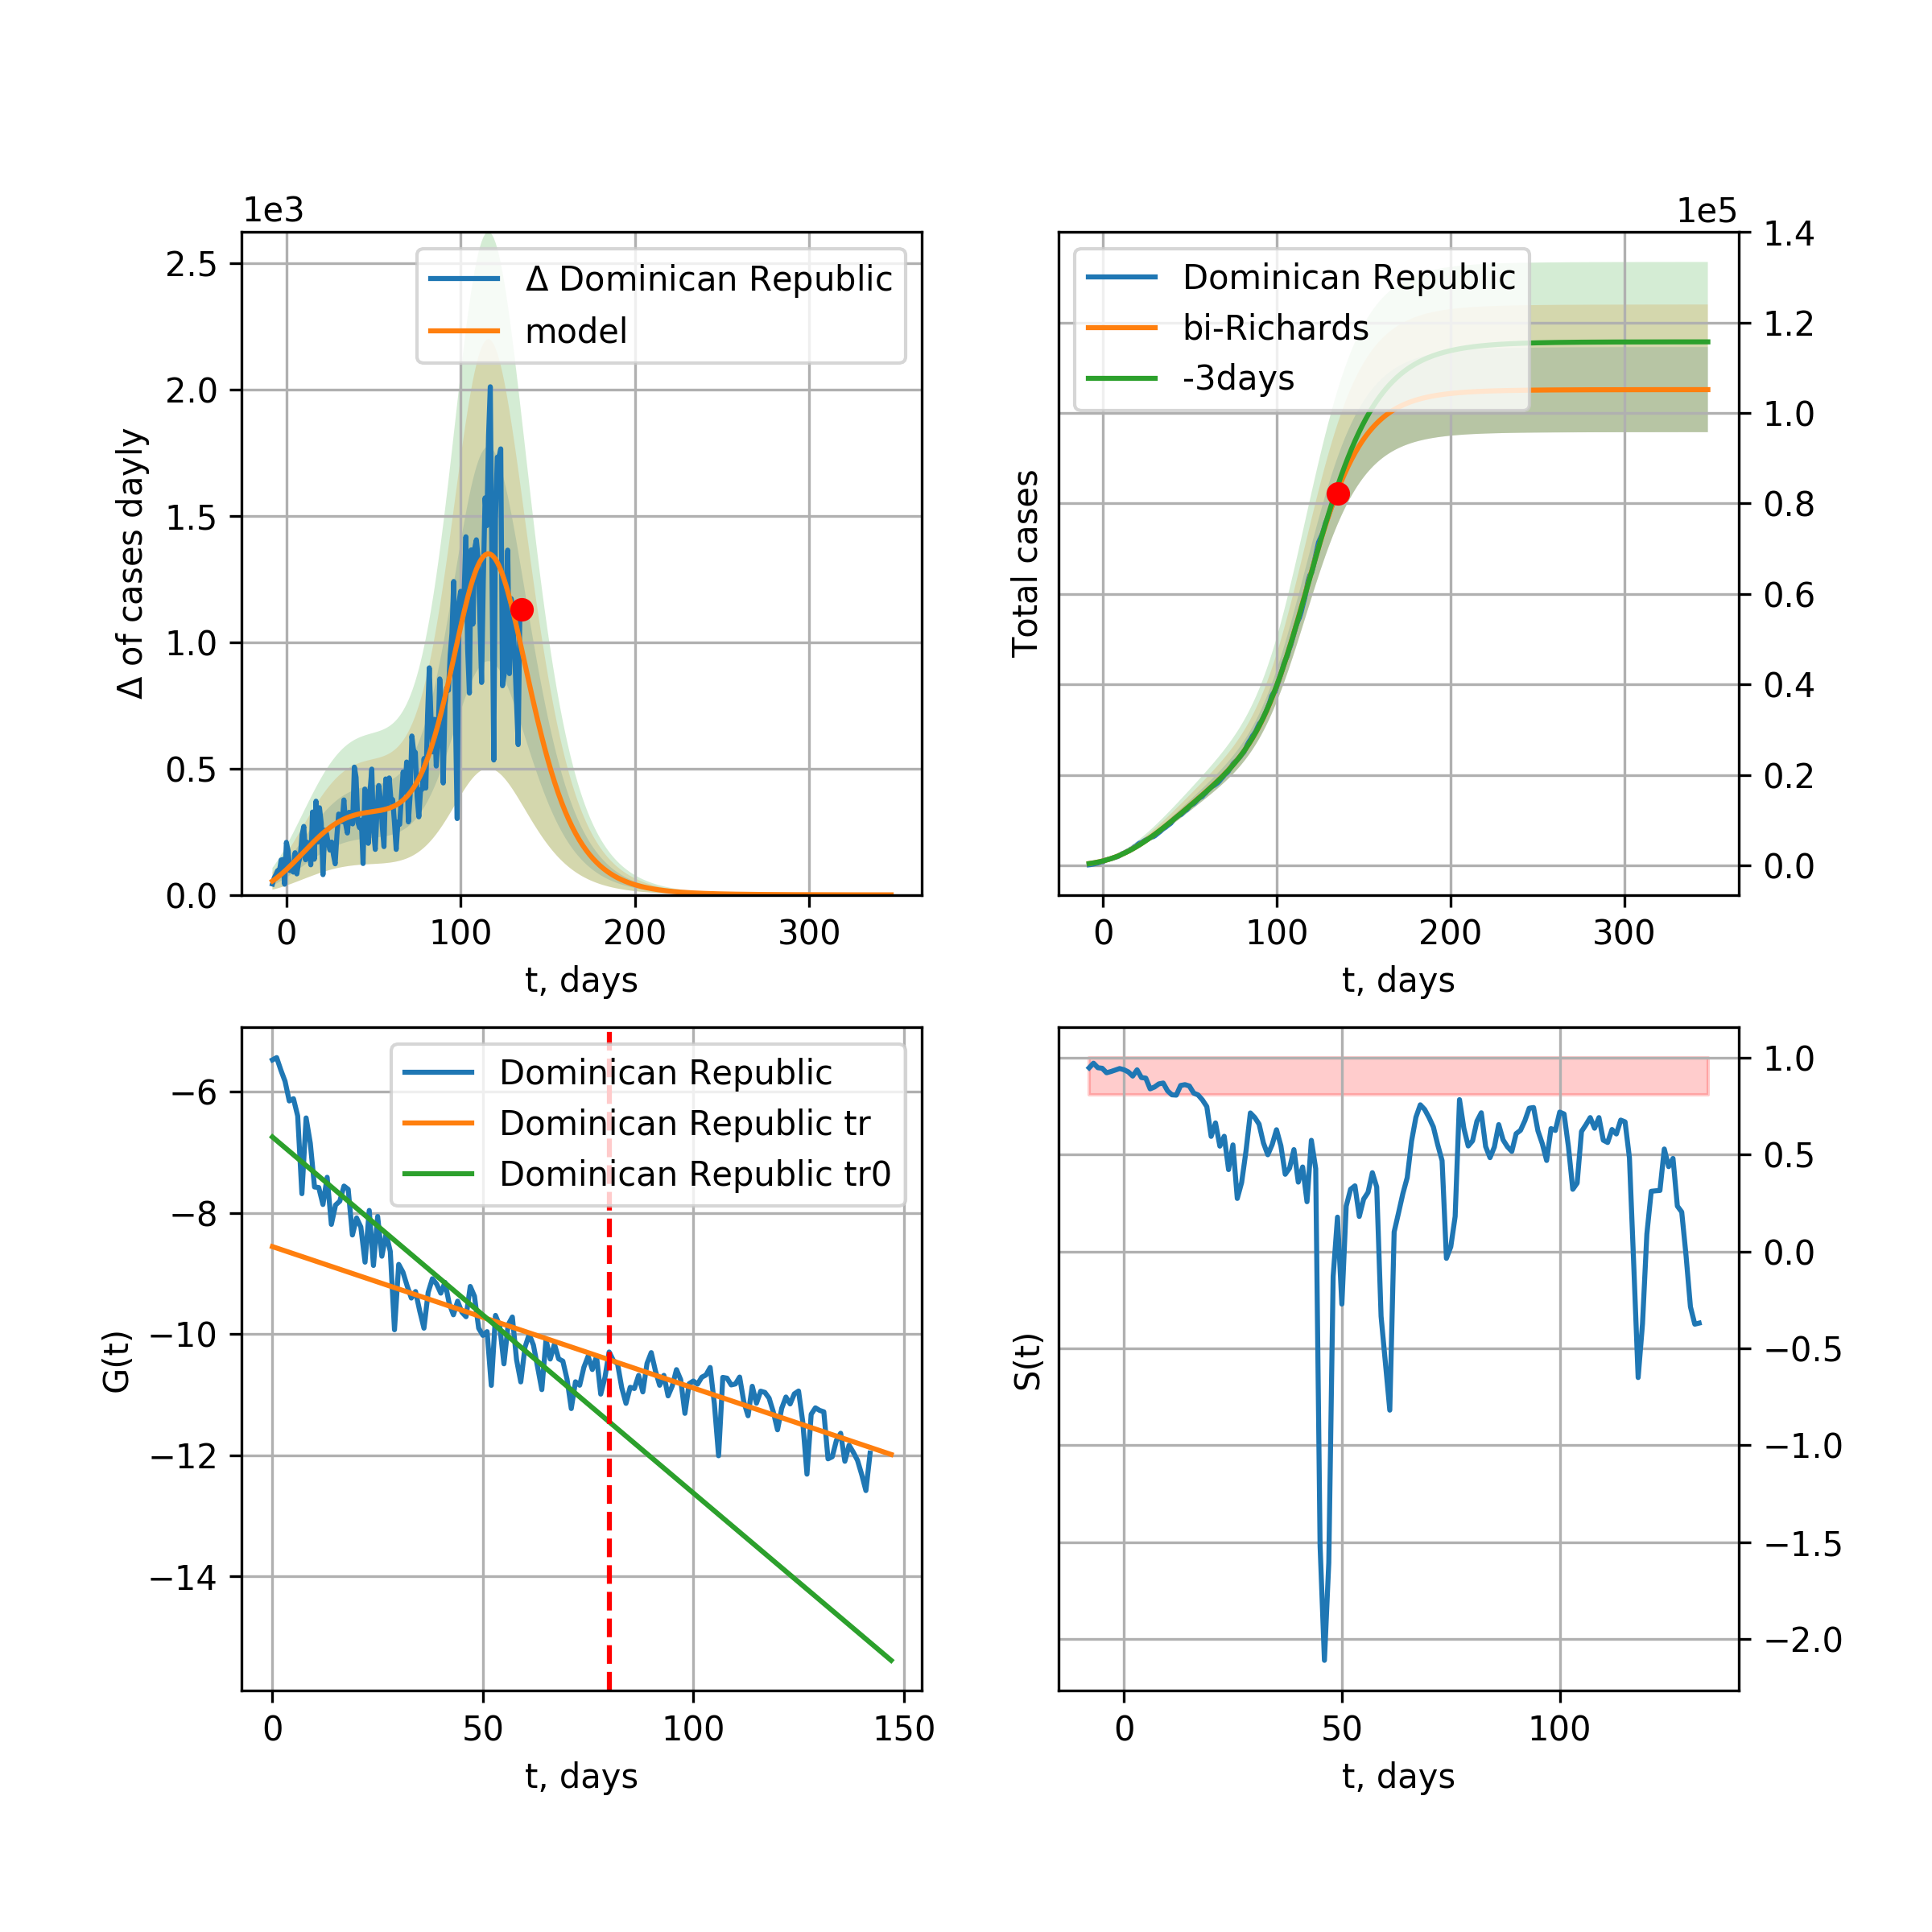 1e3
2.5
2.0
1.5
1.0
0.5
0.0
Δ of cases dayly
Δ Dominican Republic
model
0 100 200 300
t, days
1e5
1.4
1.2
1.0
0.8
0.6
0.4
0.2
0.0
Total cases
Dominican Republic
bi-Richards
-3days
0 100 200 300
t, days
−6
−8
−10
−12
−14
G(t)
Dominican Republic
Dominican Republic tr
Dominican Republic tr0
0 50 100 150
t, days
1.0
0.5
0.0
−0.5
−1.0
−1.5
−2.0
S(t)
0 50 100
t, days